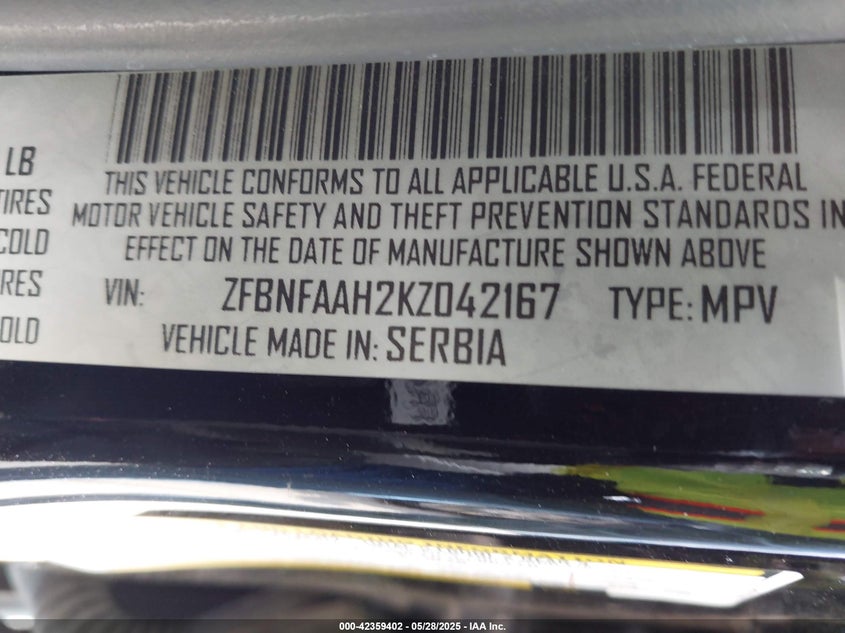 LB
TIRES
COLD
RES
OLD
THIS VEHICLE CONFORMS TO ALL APPLICABLE U.S.A. FEDERAL
MOTOR VEHICLE SAFETY AND THEFT PREVENTION STANDARDS IN
EFFECT ON THE DATE OF MANUFACTURE SHOWN ABOVE
VIN: ZFBNFAAH2KZ042167 TYPE: MPV
VEHICLE MADE IN: SERBIA
000-42359402 / 05/28/2025 - IAA Inc.